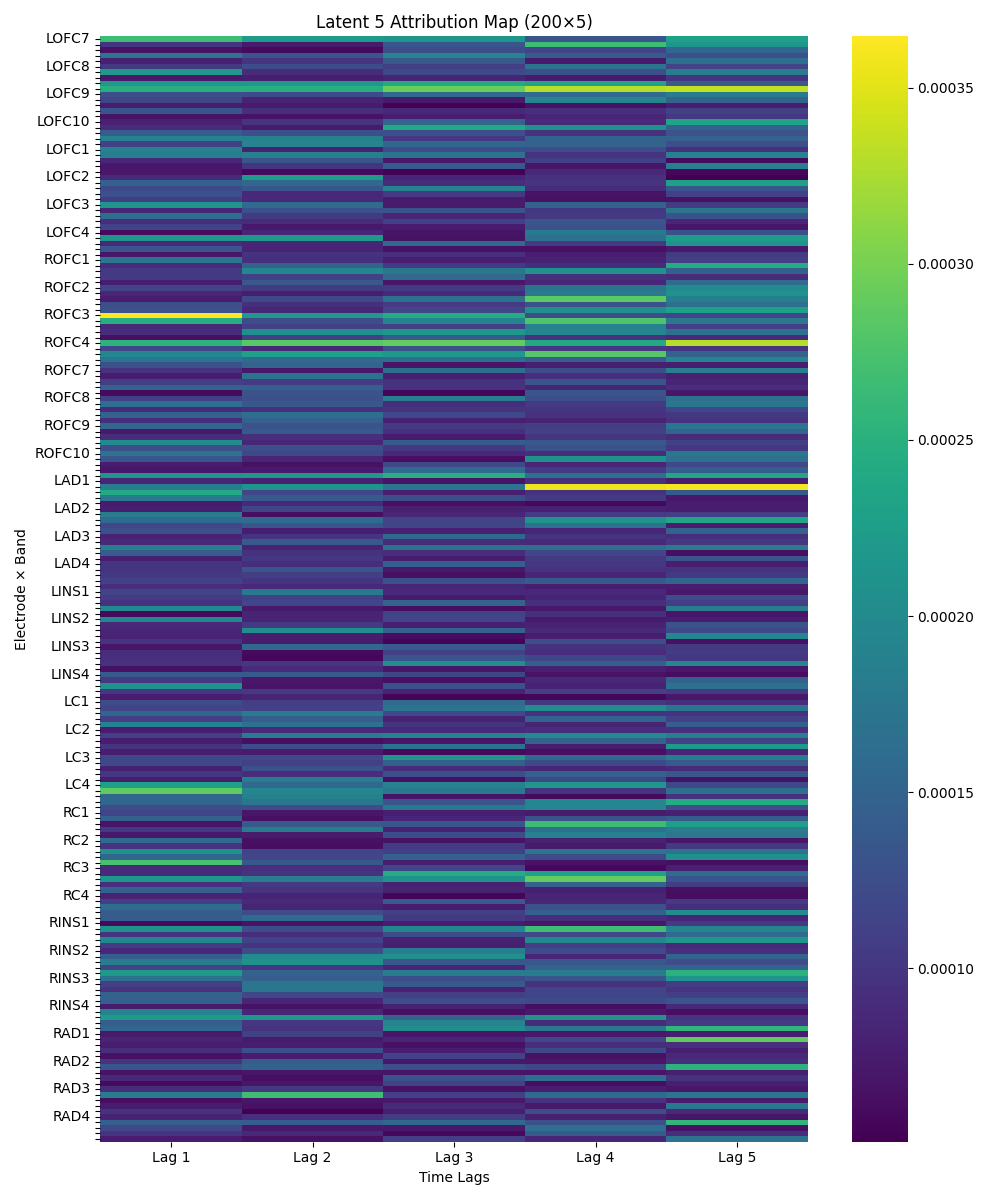 Latent 5 Attribution Map (200×5)
LOFC7
LOFC8
LOFC9
LOFC10
LOFC1
LOFC2
LOFC3
LOFC4
ROFC1
ROFC2
ROFC3
ROFC4
ROFC7
ROFC8
ROFC9
ROFC10
LAD1
LAD2
LAD3
LAD4
LINS1
LINS2
LINS3
LINS4
LC1
LC2
LC3
LC4
RC1
RC2
RC3
RC4
RINS1
RINS2
RINS3
RINS4
RAD1
RAD2
RAD3
RAD4
Electrode × Band
Lag 1 Lag 2 Lag 3 Lag 4 Lag 5
Time Lags
0.00035
0.00030
0.00025
0.00020
0.00015
0.00010